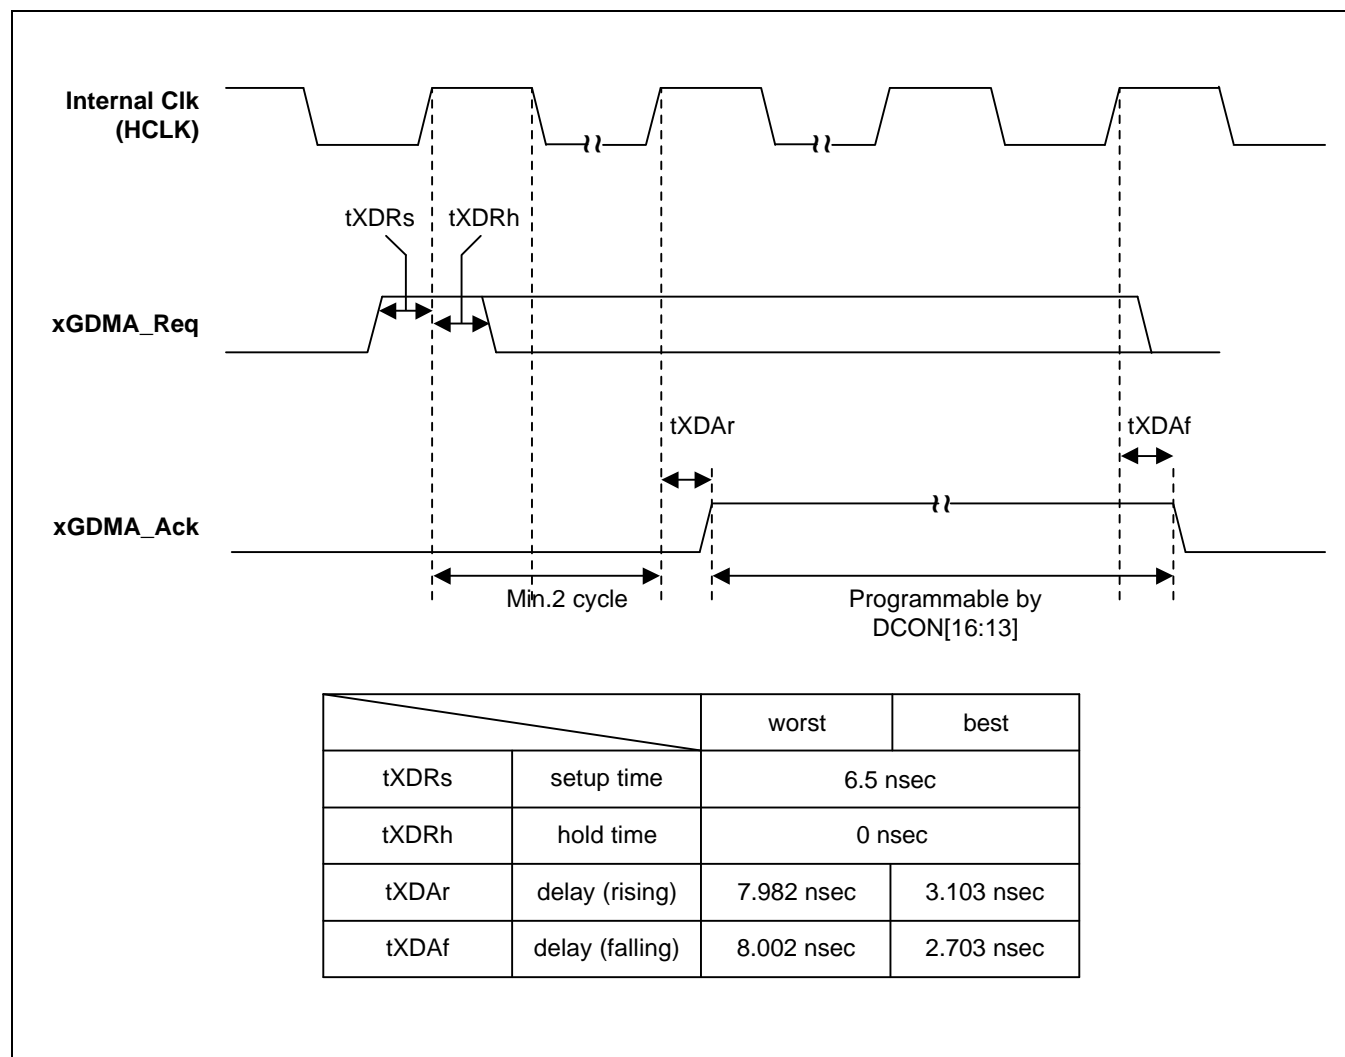 Internal Clk
(HCLK)
tXDRs tXDRh
xGDMA_Req
tXDAr tXDAf
xGDMA_Ack
Min.2 cycle
Programmable by
DCON[16:13]
worst best
tXDRs setup time 6.5 nsec
tXDRh hold time 0 nsec
tXDAr delay (rising) 7.982 nsec 3.103 nsec
tXDAf delay (falling) 8.002 nsec 2.703 nsec